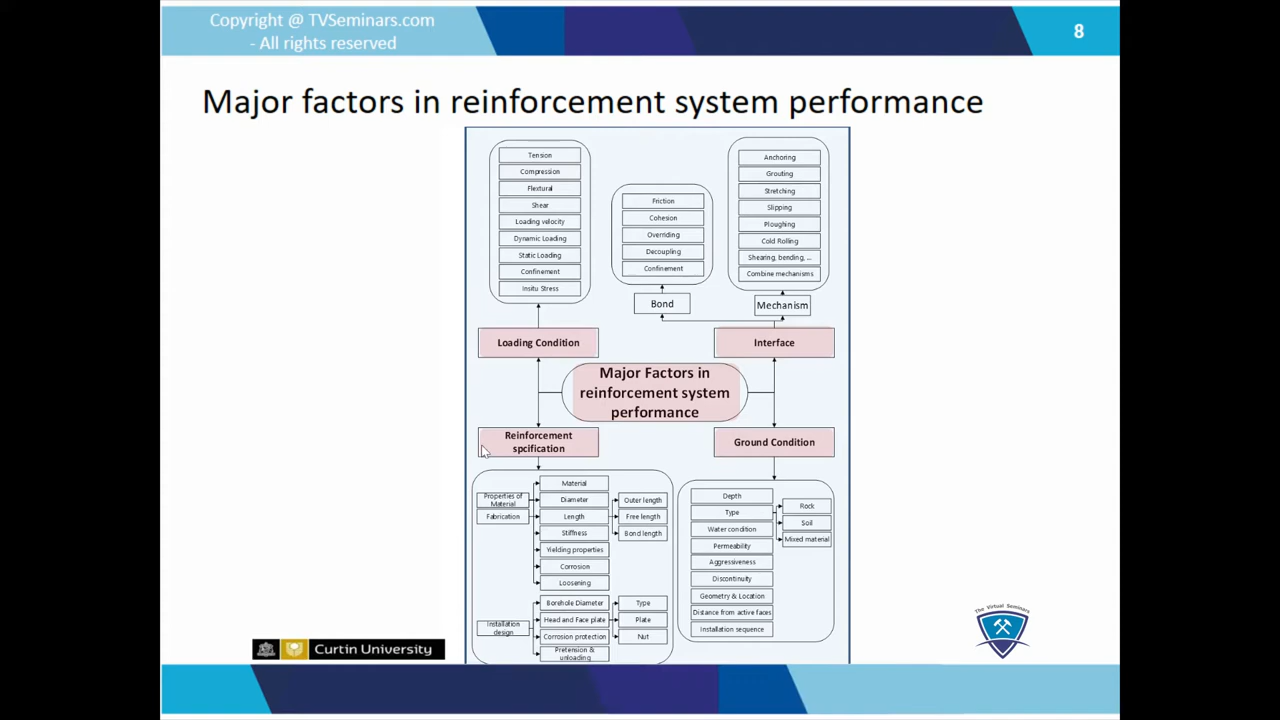 Copyright @ TVSeminars.com
- All rights reserved
8
Major factors in reinforcement system performance
Tension
Compression
Flextural
Shear
Loading velocity
Dynamic Loading
Static Loading
Confinement
Insitu Stress
Friction
Cohesion
Overriding
Decoupling
Confinement
Anchoring
Grouting
Stretching
Slipping
Ploughing
Cold Rolling
Shearing, bending, ...
Combine mechanisms
Bond
Mechanism
Loading Condition
Interface
Major Factors in
reinforcement system
performance
Reinforcement
spcification
Ground Condition
Properties of
Material
Fabrication
Material
Diameter
Length
Stiffness
Yielding properties
Corrosion
Loosening
Outer length
Free length
Bond length
Installation
design
Borehole Diameter
Head and Face plate
Corrosion protection
Pretension &
unloading
Type
Plate
Nut
Depth
Type
Water condition
Permeability
Aggressiveness
Discontinuity
Geometry & Location
Distance from active faces
Installation sequence
Rock
Soil
Mixed material
Curtin University
The Virtual Seminars